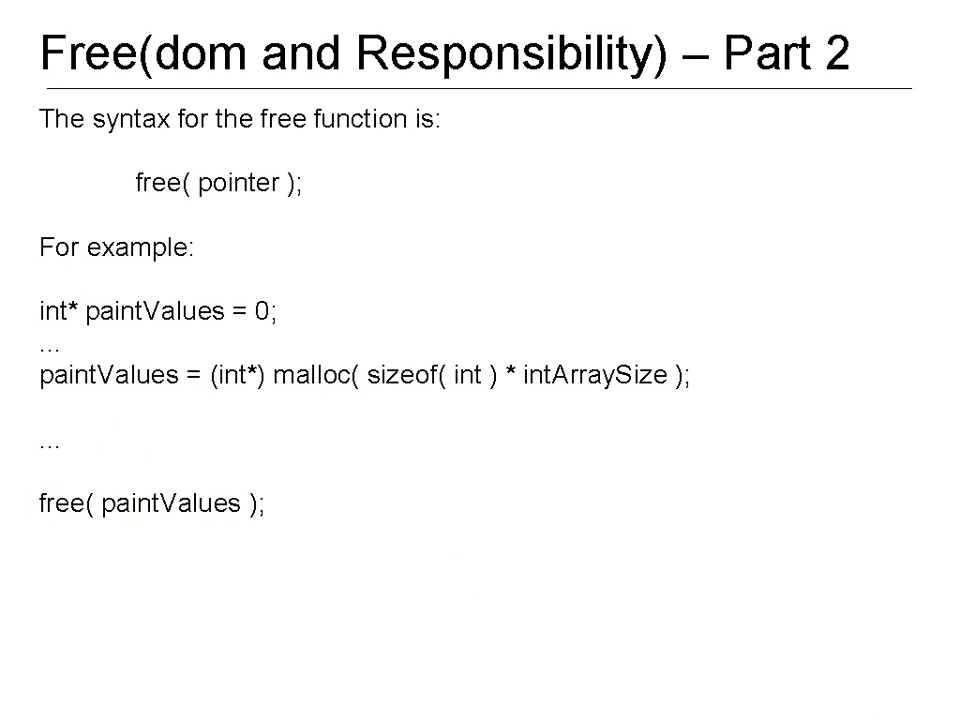 Free(dom and Responsibility) – Part 2
The syntax for the free function is:
free( pointer );
For example:
int* paintValues = 0;
...
paintValues = (int*) malloc( sizeof( int ) * intArraySize );
...
free( paintValues );